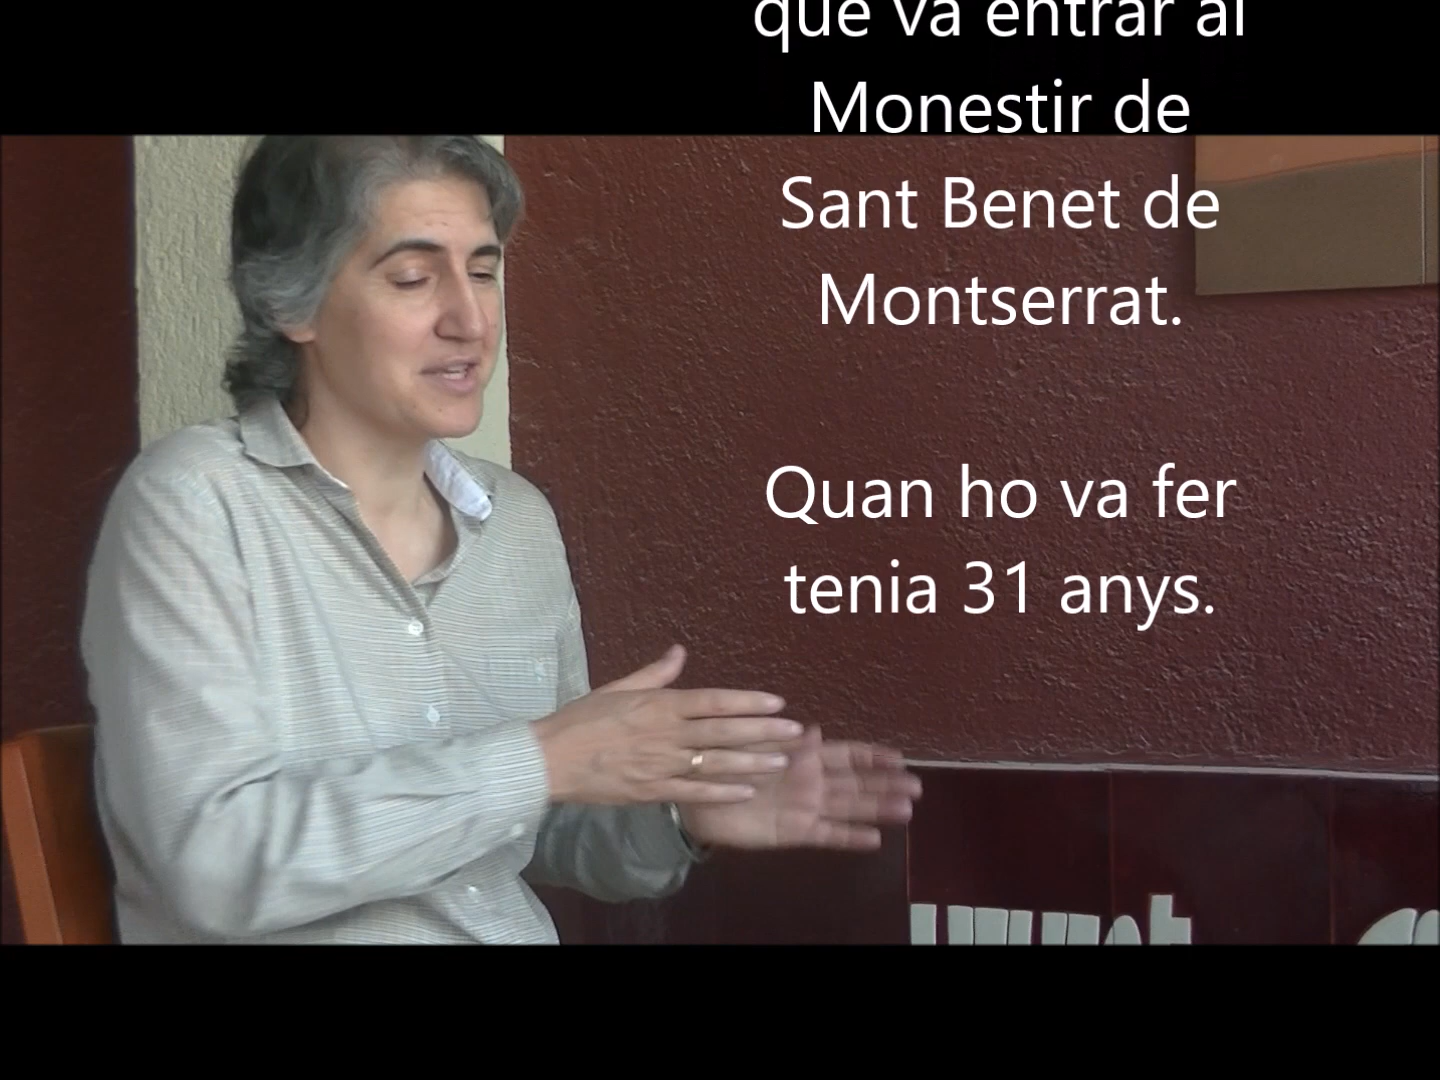 que va entrar al
Monestir de
Sant Benet de
Montserrat.
Quan ho va fer
tenia 31 anys.